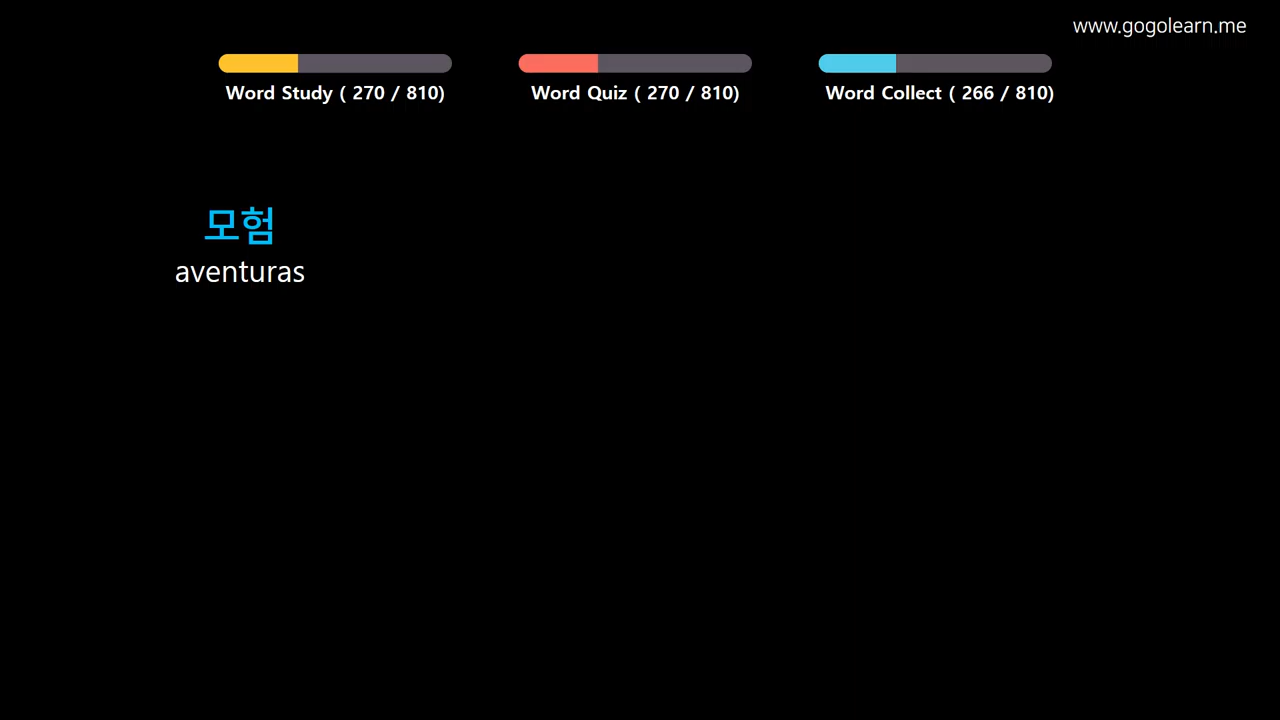 www.gogolearn.me
Word Study ( 270 / 810)
Word Quiz ( 270 / 810)
Word Collect ( 266 / 810)
모험
aventuras